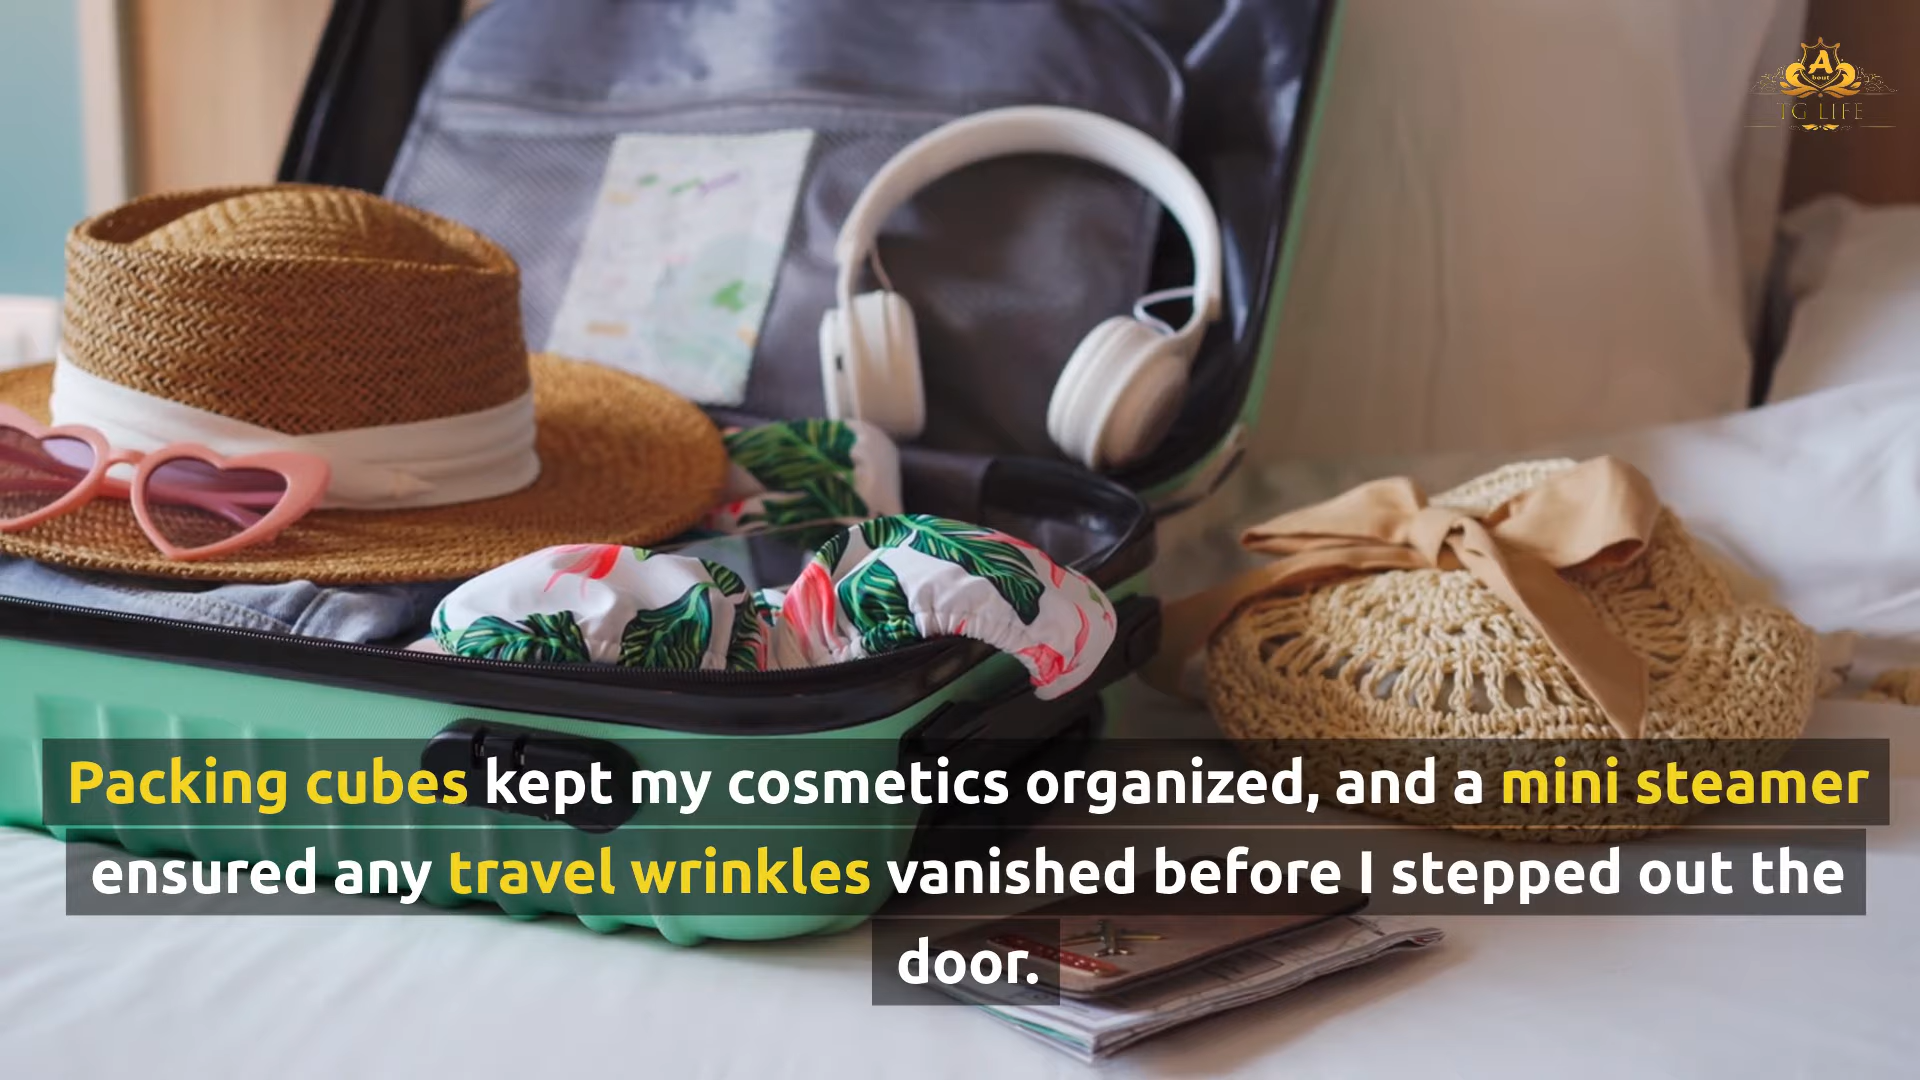 A
bout
TG LIFE
Packing cubes kept my cosmetics organized, and a mini steamer
ensured any travel wrinkles vanished before I stepped out the
door.